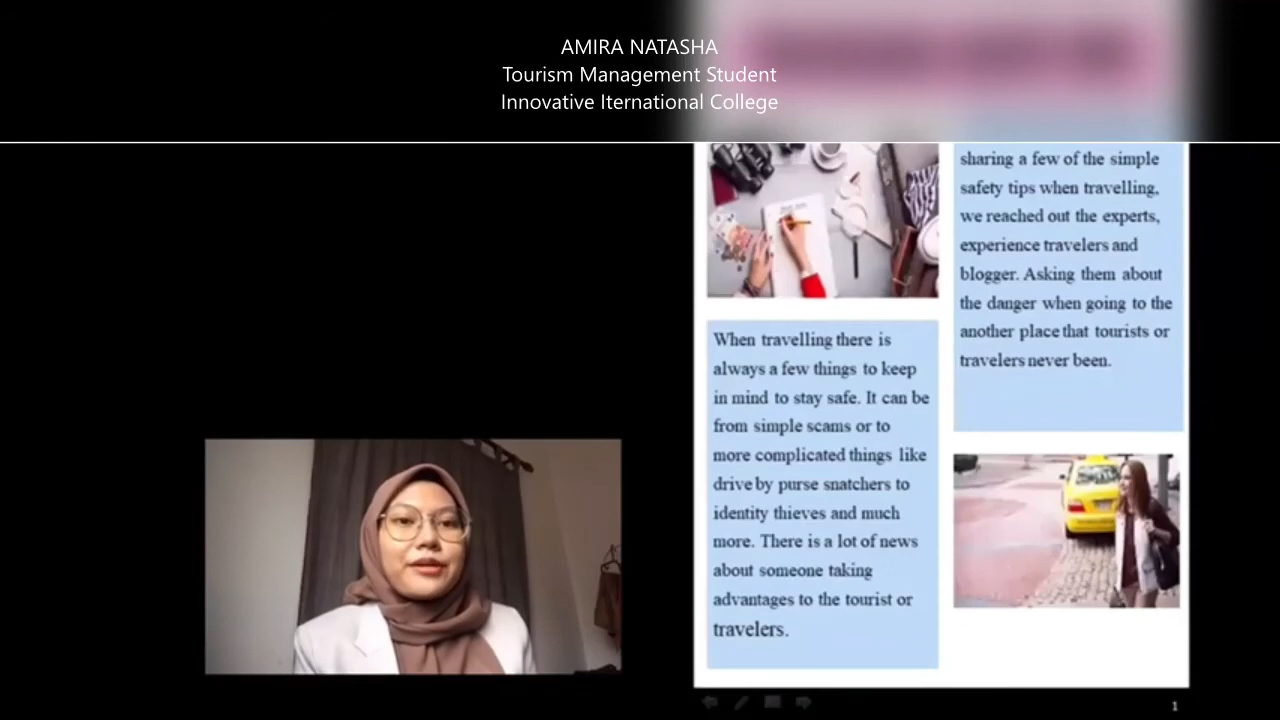 AMIRA NATASHA
Tourism Management Student
Innovative Iternational College
When travelling there is
always a few things to keep
in mind to stay safe. It can be
from simple scams or to
more complicated things like
drive by purse snatchers to
identity thieves and much
more. There is a lot of news
about someone taking
advantages to the tourist or
travelers.
sharing a few of the simple
safety tips when travelling,
we reached out the experts,
experience travelers and
blogger. Asking them about
the danger when going to the
another place that tourists or
travelers never been.
1